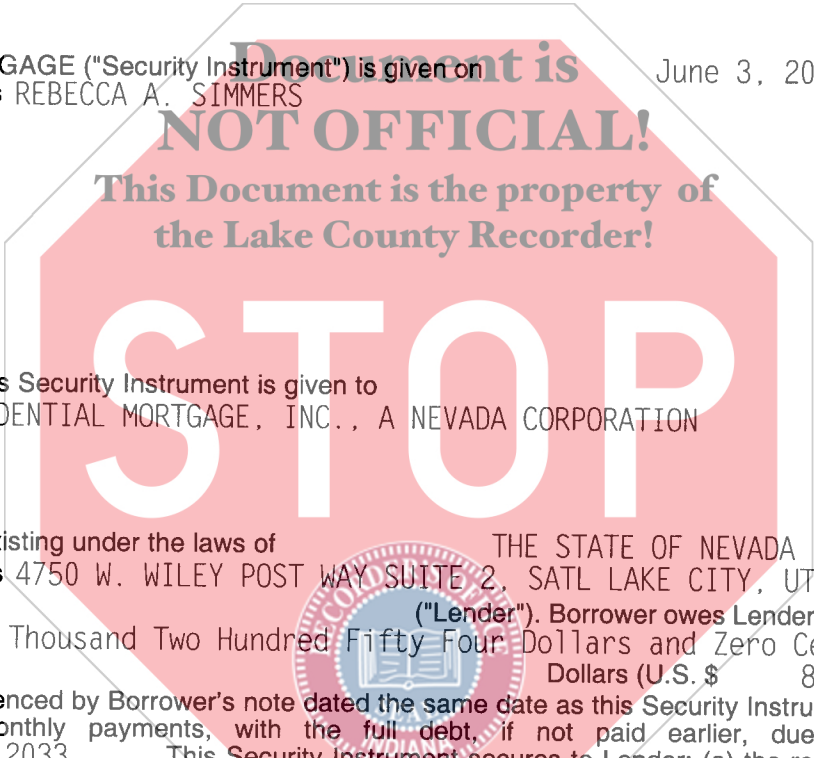 GAGE ("Security Instrument") is given on June 3, 20
REBECCA A. SIMMERS
Document is
NOT OFFICIAL!
This Document is the property of
the Lake County Recorder!
STOP
s Security Instrument is given to
DENTIAL MORTGAGE, INC., A NEVADA CORPORATION
isting under the laws of THE STATE OF NEVADA
4750 W. WILEY POST WAY SUITE 2, SATL LAKE CITY, UT
("Lender"). Borrower owes Lender
Thousand Two Hundred Fifty Four Dollars and Zero Ce
Dollars (U.S. $ 8
enced by Borrower's note dated the same date as this Security Instru
onthly payments, with the full debt, if not paid earlier, due
2033 This Security Instrument secures to Lender: (a) the re
INDIANA